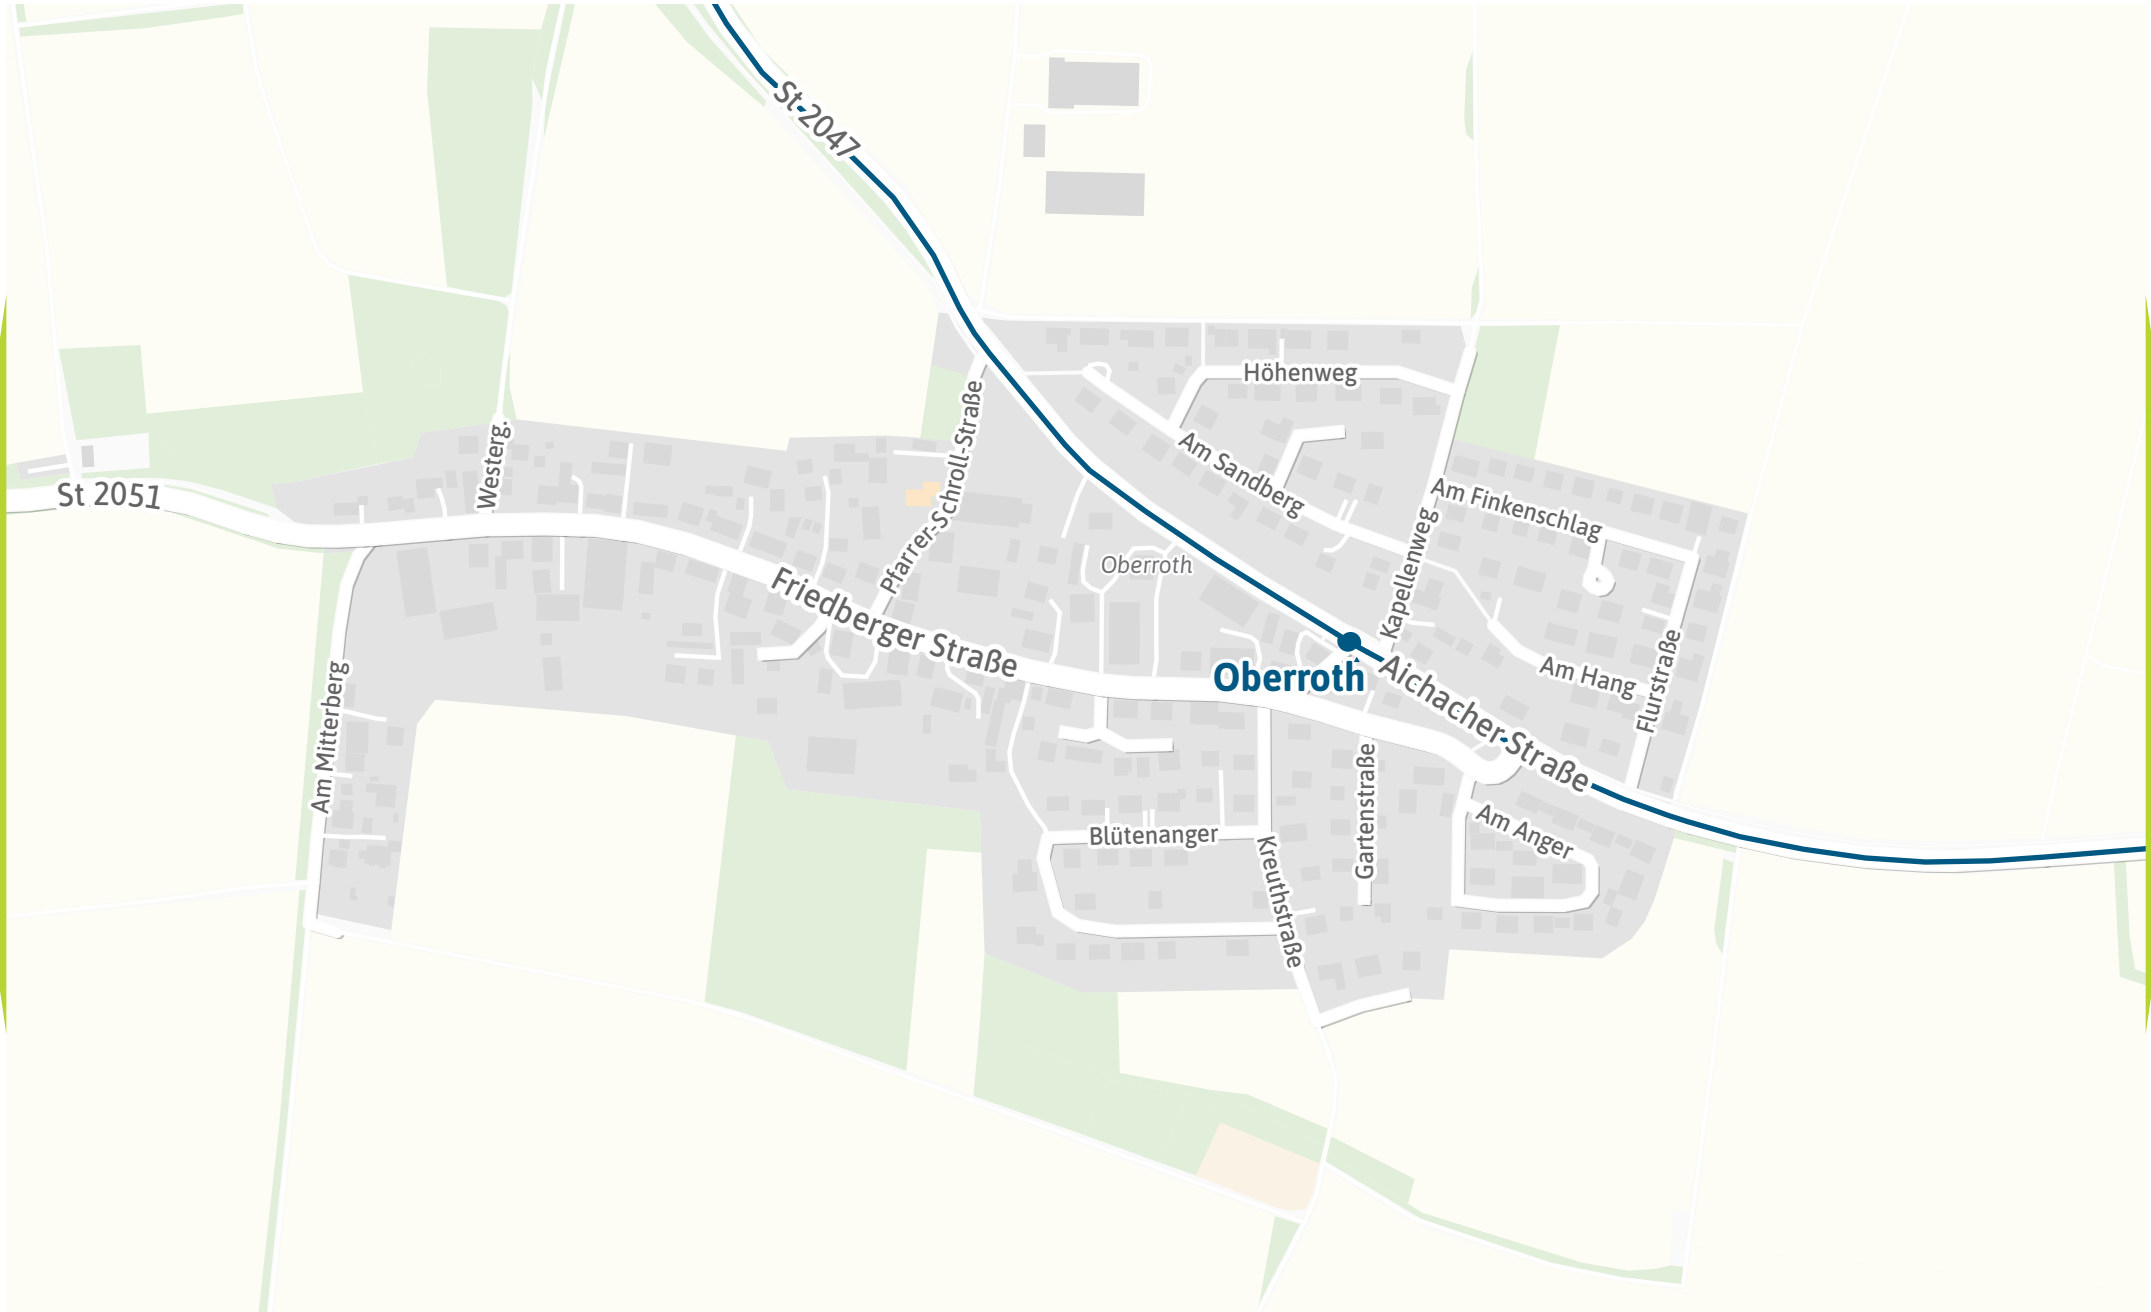 St 2047
Höhenweg
Pfarrer-Schroll-Straße
Westerg.
Am Sandberg
St 2051
Am Finkenschlag
Kapellenweg
Oberroth
Friedberger Straße
Oberroth
Aichacher Straße
Am Hang
Flurstraße
Am Mitterberg
Gartenstraße
Blütenanger
Am Anger
Kreuthstraße